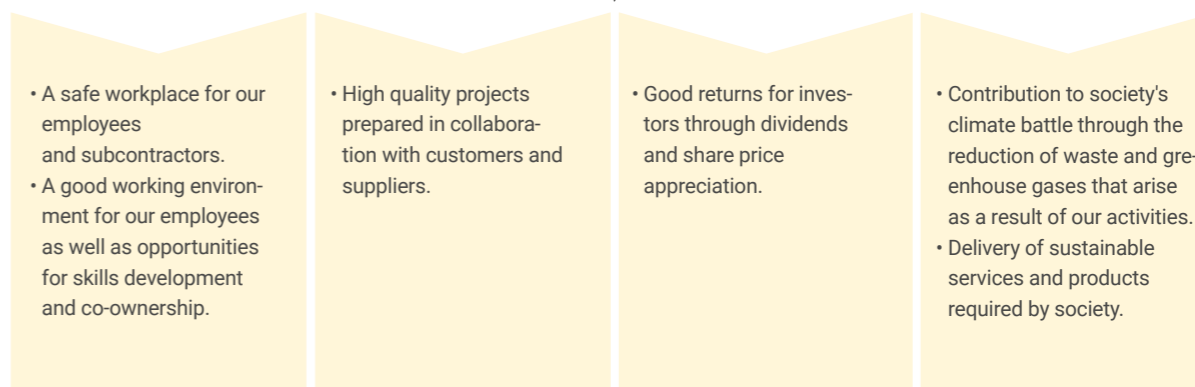 • A safe workplace for our
employees
and subcontractors.
• A good working environ-
ment for our employees
as well as opportunities
for skills development
and co-ownership.
• High quality projects
prepared in collabora-
tion with customers and
suppliers.
• Good returns for inves-
tors through dividends
and share price
appreciation.
• Contribution to society's
climate battle through the
reduction of waste and gre-
enhouse gases that arise
as a result of our activities.
• Delivery of sustainable
services and products
required by society.